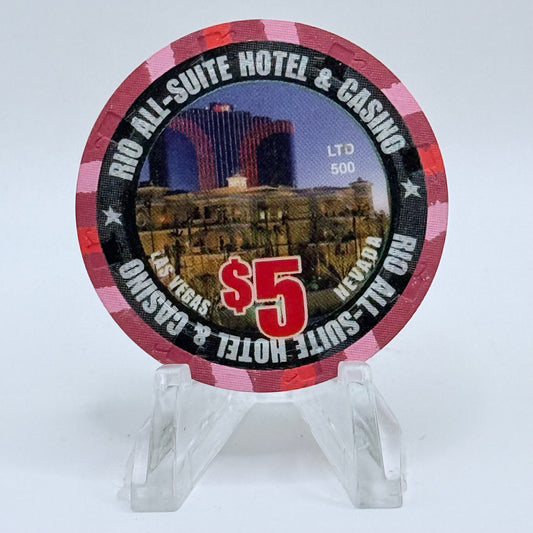 RIO ALL-SUITE HOTEL & CASINO
LTD
500
LAS VEGAS
$5
NEVADA
RIO ALL-SUITE HOTEL & CASINO